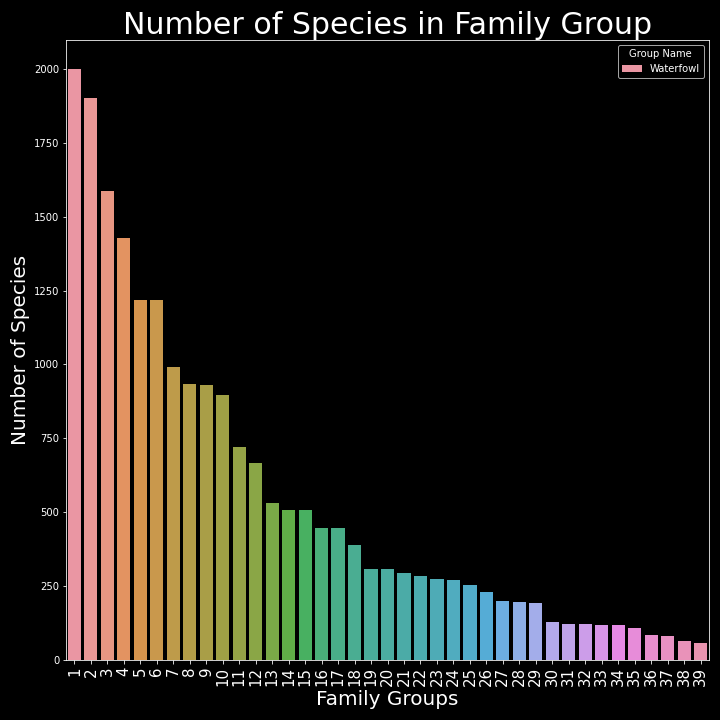 Number of Species in Family Group
Group Name
Waterfowl
Number of Species
2000
1750
1500
1250
1000
750
500
250
0
1 2 3 4 5 6 7 8 9 10 11 12 13 14 15 16 17 18 19 20 21 22 23 24 25 26 27 28 29 30 31 32 33 34 35 36 37 38 39
Family Groups